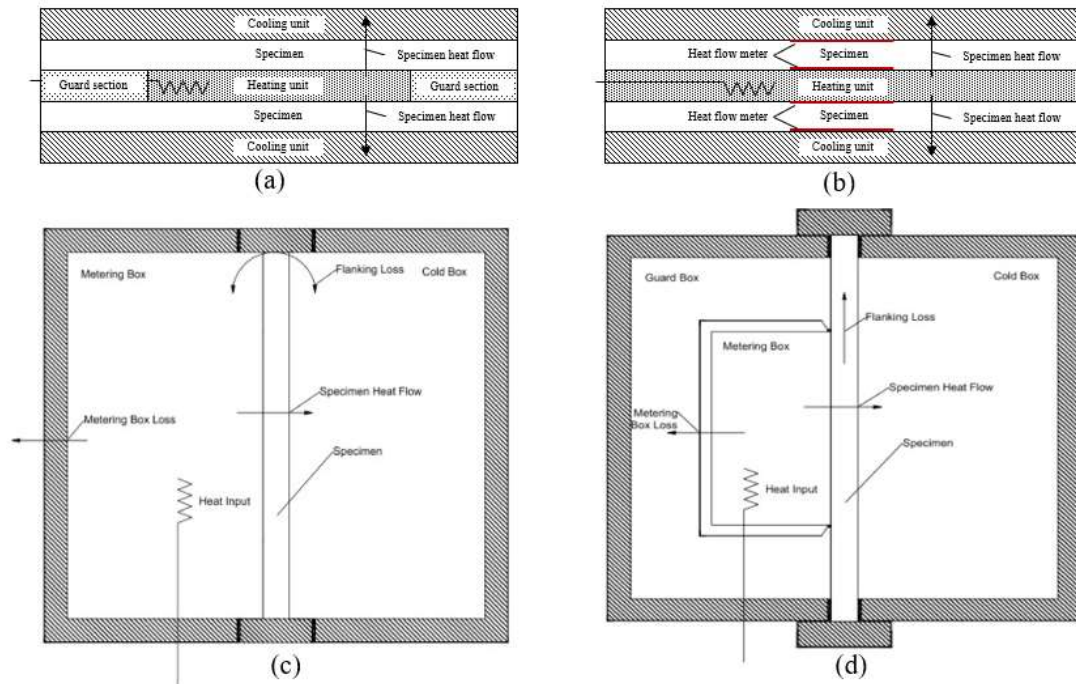 Cooling unit
Specimen
Specimen heat flow
Guard section
Heating unit
Guard section
Specimen
Specimen heat flow
Cooling unit
(a)
Cooling unit
Heat flow meter
Specimen
Specimen heat flow
Heating unit
Heat flow meter
Specimen
Specimen heat flow
Cooling unit
(b)
Metering Box
Flanking Loss
Cold Box
Specimen Heat Flow
Metering Box Loss
Specimen
Heat Input
(c)
Guard Box
Cold Box
Flanking Loss
Metering Box
Specimen Heat Flow
Metering
Box Loss
Specimen
Heat Input
(d)